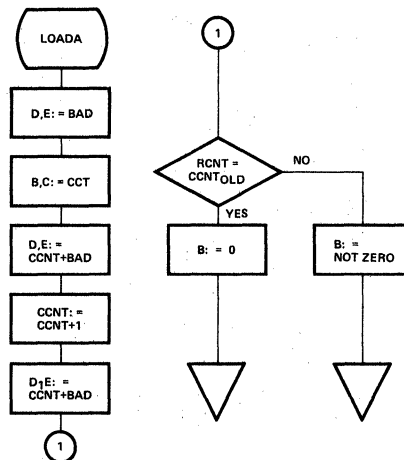 LOADA
D,E: = BAD
B,C: = CCT
D,E: =
CCNT+BAD
CCNT: =
CCNT+1
D1E: =
CCNT+BAD
1
1
RCNT =
CCNTOLD
NO
YES
B: = 0
B: =
NOT ZERO